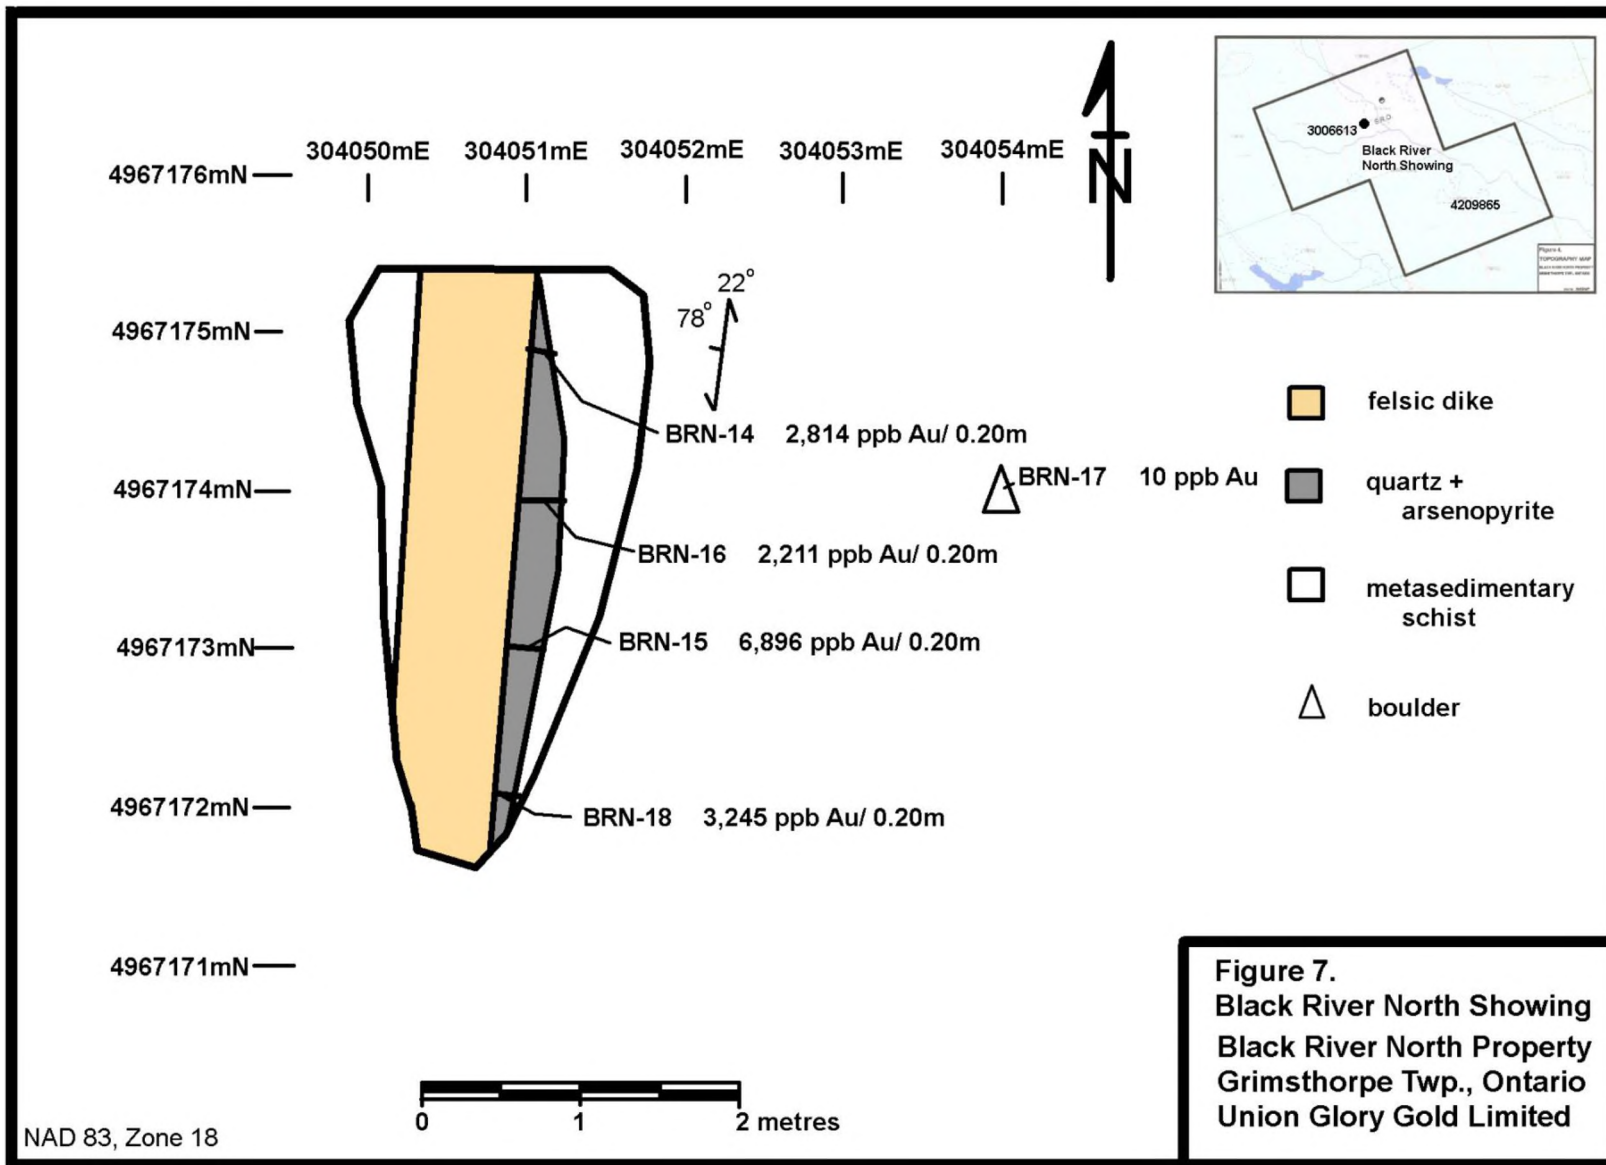 304050mE 304051mE 304052mE 304053mE 304054mE
4967176mN
4967175mN
4967174mN
4967173mN
4967172mN
4967171mN
22°
78°
BRN-14 2,814 ppb Au/ 0.20m
BRN-17 10 ppb Au
BRN-16 2,211 ppb Au/ 0.20m
BRN-15 6,896 ppb Au/ 0.20m
BRN-18 3,245 ppb Au/ 0.20m
N
3006613
Black River
North Showing
4209865
Figure 4.
TOPOGRAPHY MAP
felsic dike
quartz +
arsenopyrite
metasedimentary
schist
boulder
0 1 2 metres
NAD 83, Zone 18
Figure 7.
Black River North Showing
Black River North Property
Grimsthorpe Twp., Ontario
Union Glory Gold Limited